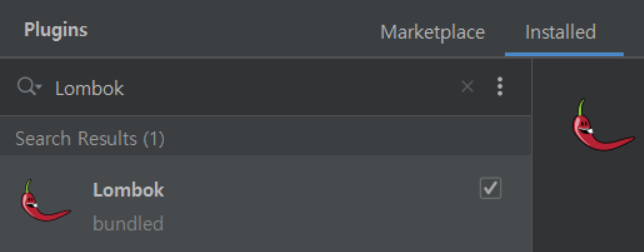 Plugins
Marketplace
Installed
Lombok
Search Results (1)
Lombok
bundled